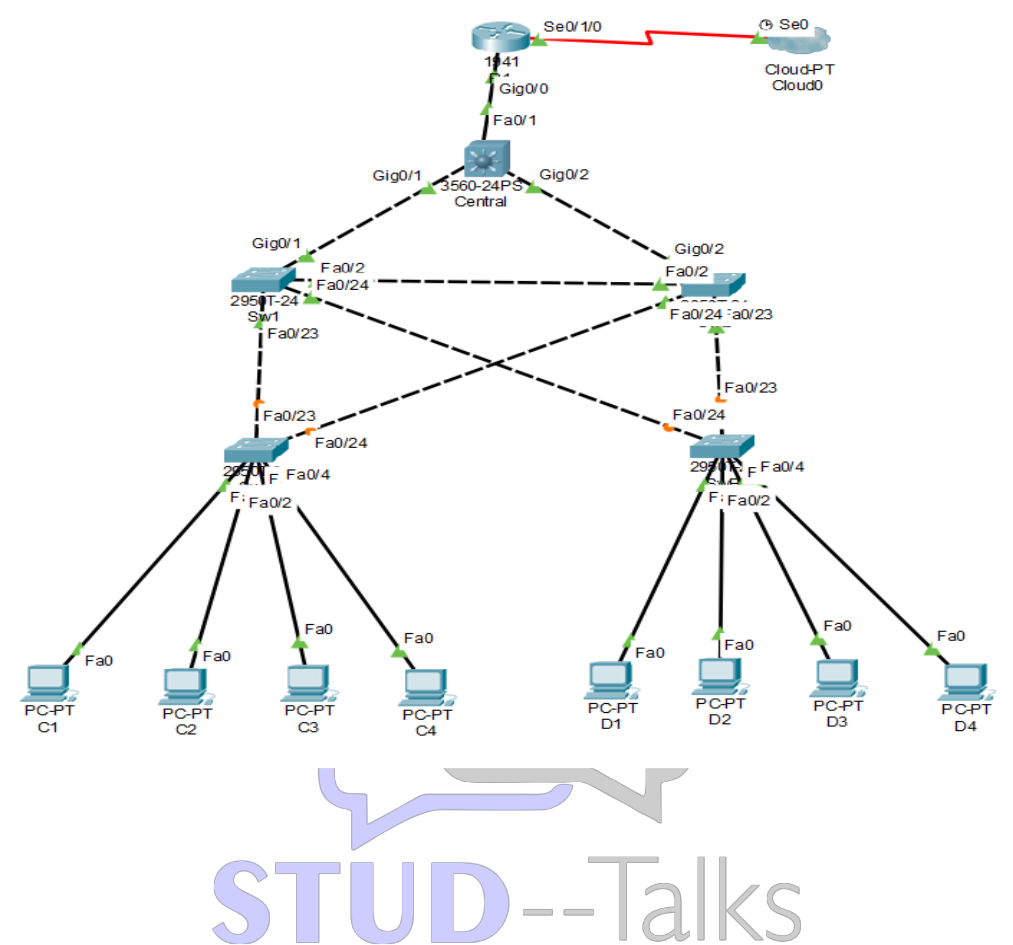 Se0/1/0
Se0
1941
Cloud-PT
Cloud0
Gig0/0
Fa0/1
Gig0/1
Gig0/2
3560-24PS
Central
Gig0/1
Gig0/2
Fa0/2
Fa0/2
Fa0/24
2950T-24
Sw1
Fa0/24
Fa0/23
Fa0/23
Fa0/23
Fa0/24
Fa0/23
Fa0/24
Fa0/4
Fa0/2
Fa0/4
Fa0/2
Fa0
Fa0
Fa0
Fa0
Fa0
Fa0
Fa0
Fa0
PC-PT
C1
PC-PT
C2
PC-PT
C3
PC-PT
C4
PC-PT
D1
PC-PT
D2
PC-PT
D3
PC-PT
D4
STUD--Talks